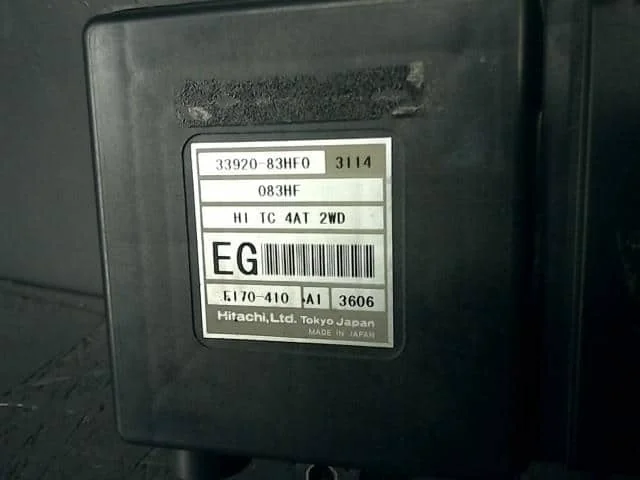 33920-83HF0 3114
083HF
HI TC 4AT 2WD
EG
E170-410 A1 3606
Hitachi,Ltd. Tokyo Japan
MADE IN JAPAN